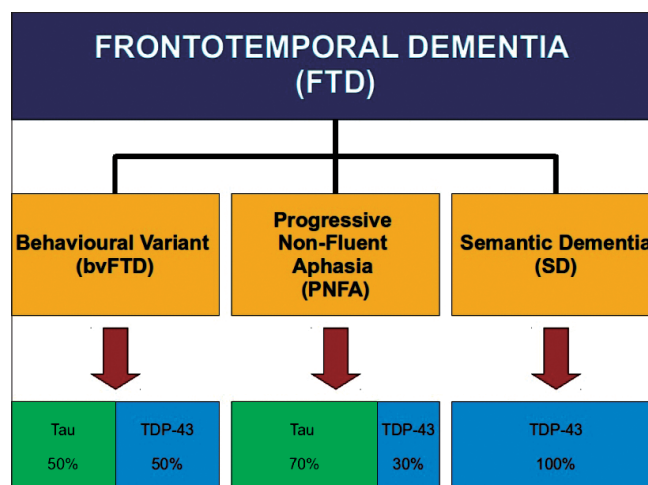 FRONTOTEMPORAL DEMENTIA
(FTD)
Behavioural Variant
(bvFTD)
Progressive
Non-Fluent
Aphasia
(PNFA)
Semantic Dementia
(SD)
Tau
50%
TDP-43
50%
Tau
70%
TDP-43
30%
TDP-43
100%